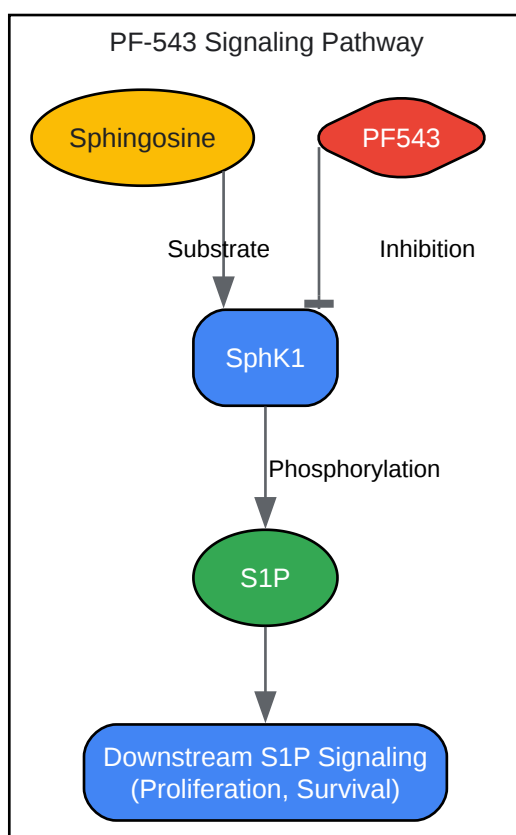 PF-543 Signaling Pathway
Sphingosine
PF543
Substrate
Inhibition
SphK1
Phosphorylation
S1P
Downstream S1P Signaling
(Proliferation, Survival)